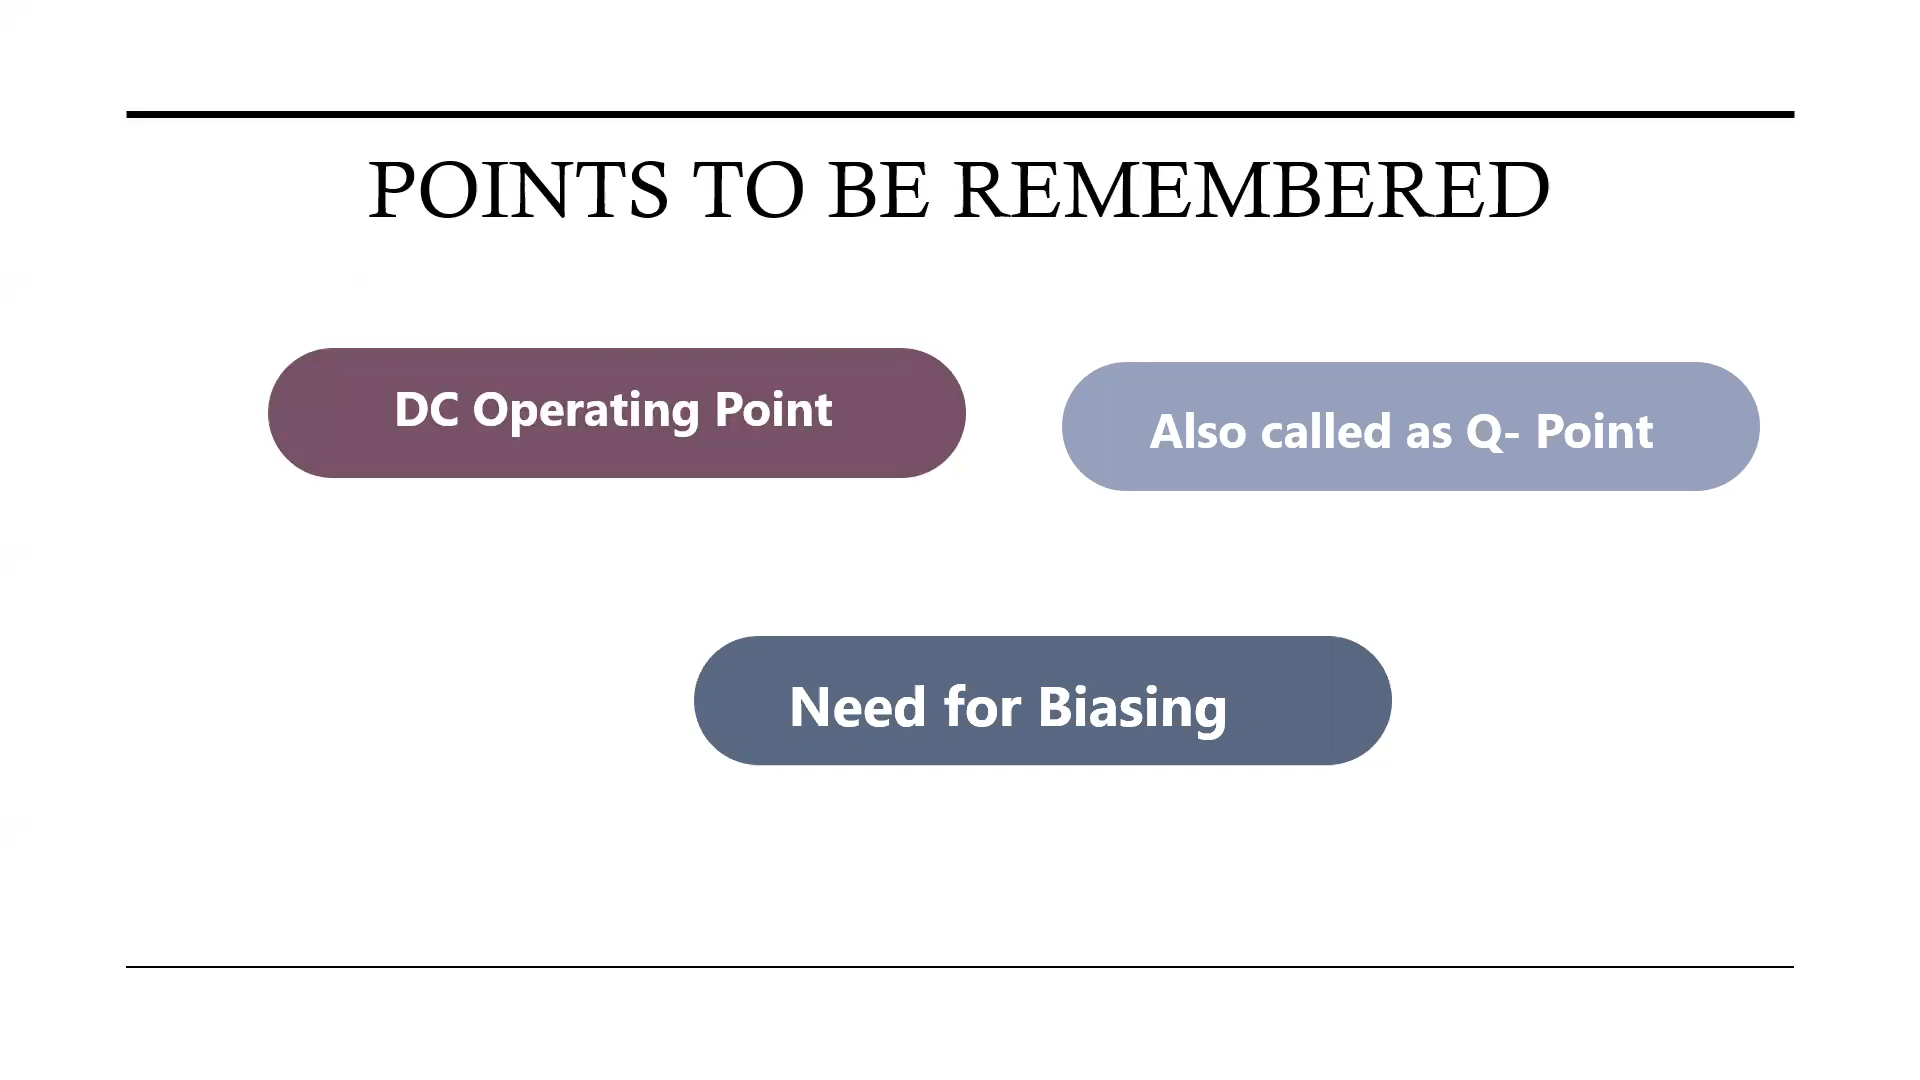 POINTS TO BE REMEMBERED
DC Operating Point
Also called as Q- Point
Need for Biasing